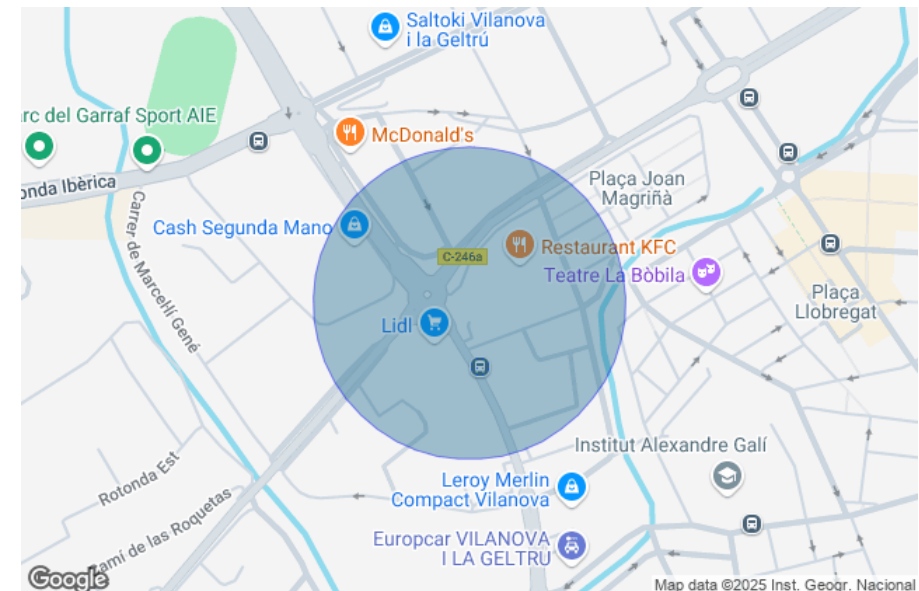 Saltoki Vilanova
i la Geltrú
arc del Garraf Sport AIE
McDonald's
onda Ibèrica
Plaça Joan
Magriñà
Cash Segunda Mano
Restaurant KFC
C-246a
Teatre La Bòbila
Carrer de Marcel·lí Gené
Plaça
Llobregat
Lidl
Institut Alexandre Galí
Rotonda Est
Leroy Merlin
Compact Vilanova
Camí de las Roquetas
Europcar VILANOVA
I LA GELTRU
Google
Map data ©2025 Inst. Geogr. Nacional